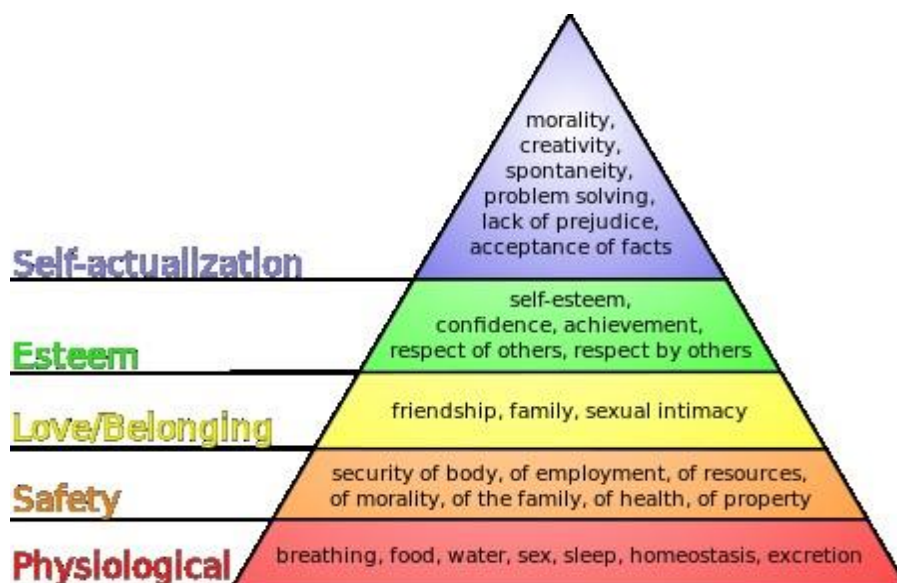 morality,
creativity,
spontaneity,
problem solving,
lack of prejudice,
acceptance of facts
Self-actualization
self-esteem,
confidence, achievement,
respect of others, respect by others
Esteem
friendship, family, sexual intimacy
Love/Belonging
security of body, of employment, of resources,
of morality, of the family, of health, of property
Safety
breathing, food, water, sex, sleep, homeostasis, excretion
Physiological